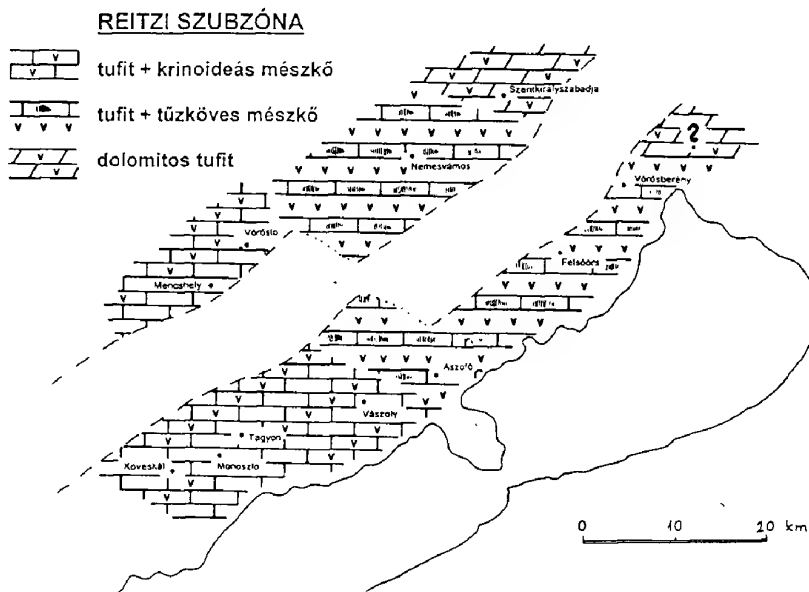 REITZI SZUBZÓNA
tufit + krinoideás mészkő
tufit + tűzköves mészkő
dolomitos tufit
Szentkirályszabadja
Nemesvámos
?
Vörösberény
Vöröstó
Felsőörs
Mencshely
Aszófő
Vászoly
Tagyon
Köveskál
Monoszló
0 10 20 km